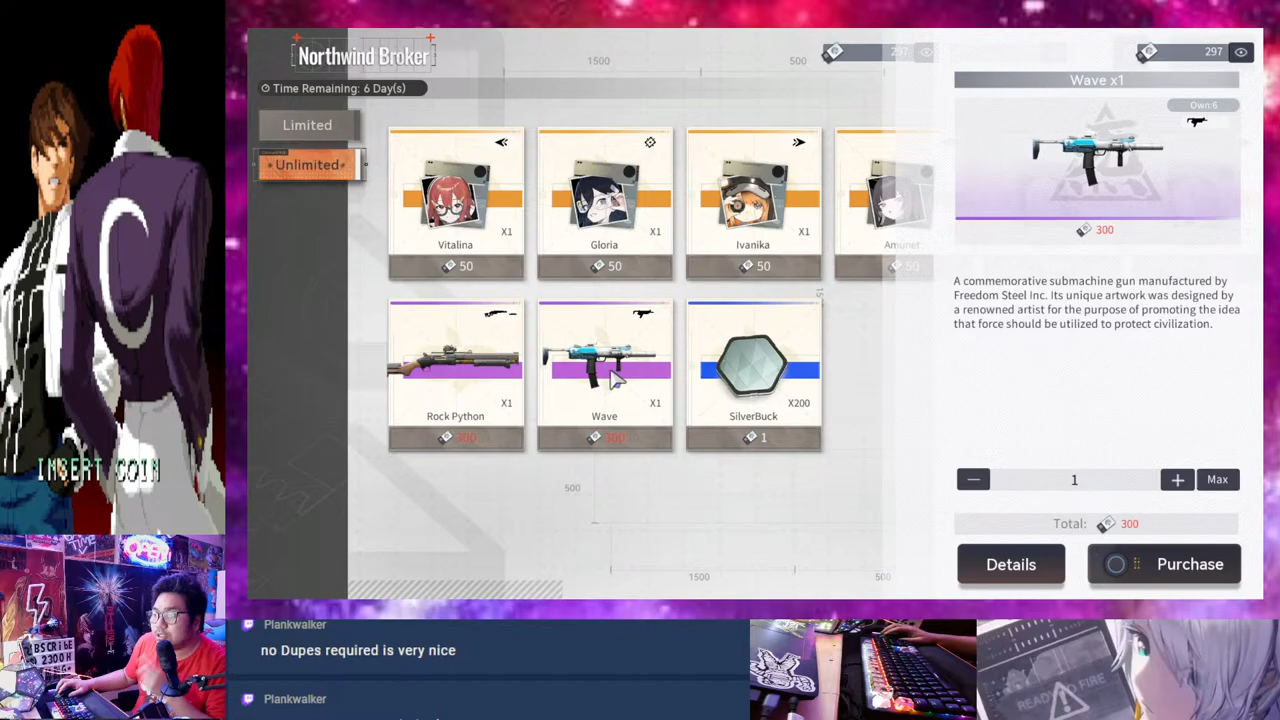 Northwind Broker
Time Remaining: 6 Day(s)
Limited
Unlimited
1500
500
297
297
Vitalina
X1
50
Gloria
X1
50
Ivanika
X1
50
50
Rock Python
X1
300
Wave
X1
300
SilverBuck
X200
1
500
1500
500
Wave x1
Own:6
300
A commemorative submachine gun manufactured by
Freedom Steel Inc. Its unique artwork was designed by
a renowned artist for the purpose of promoting the idea
that force should be utilized to protect civilization.
1
Max
Total: 300
Details
Purchase
INSERT COIN
OPEN
Plankwalker
no Dupes required is very nice
Plankwalker